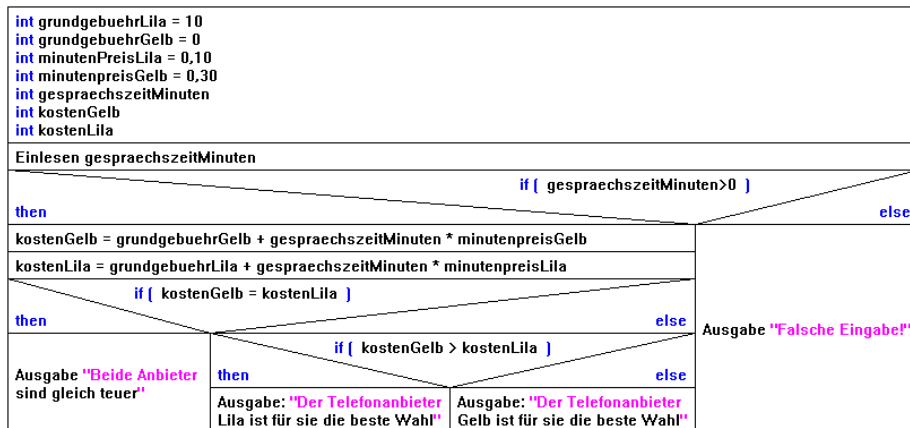 int grundgebuehrLila = 10
int grundgebuehrGelb = 0
int minutenPreisLila = 0,10
int minutenpreisGelb = 0,30
int gespraechszeitMinuten
int kostenGelb
int kostenLila
Einlesen gespraechszeitMinuten
if ( gespraechszeitMinuten>0 )
then
else
kostenGelb = grundgebuehrGelb + gespraechszeitMinuten * minutenpreisGelb
kostenLila = grundgebuehrLila + gespraechszeitMinuten * minutenpreisLila
if ( kostenGelb = kostenLila )
then
else
Ausgabe "Falsche Eingabe!"
if ( kostenGelb > kostenLila )
then
else
Ausgabe "Beide Anbieter
sind gleich teuer"
Ausgabe: "Der Telefonanbieter
Lila ist für sie die beste Wahl"
Ausgabe: "Der Telefonanbieter
Gelb ist für sie die beste Wahl"